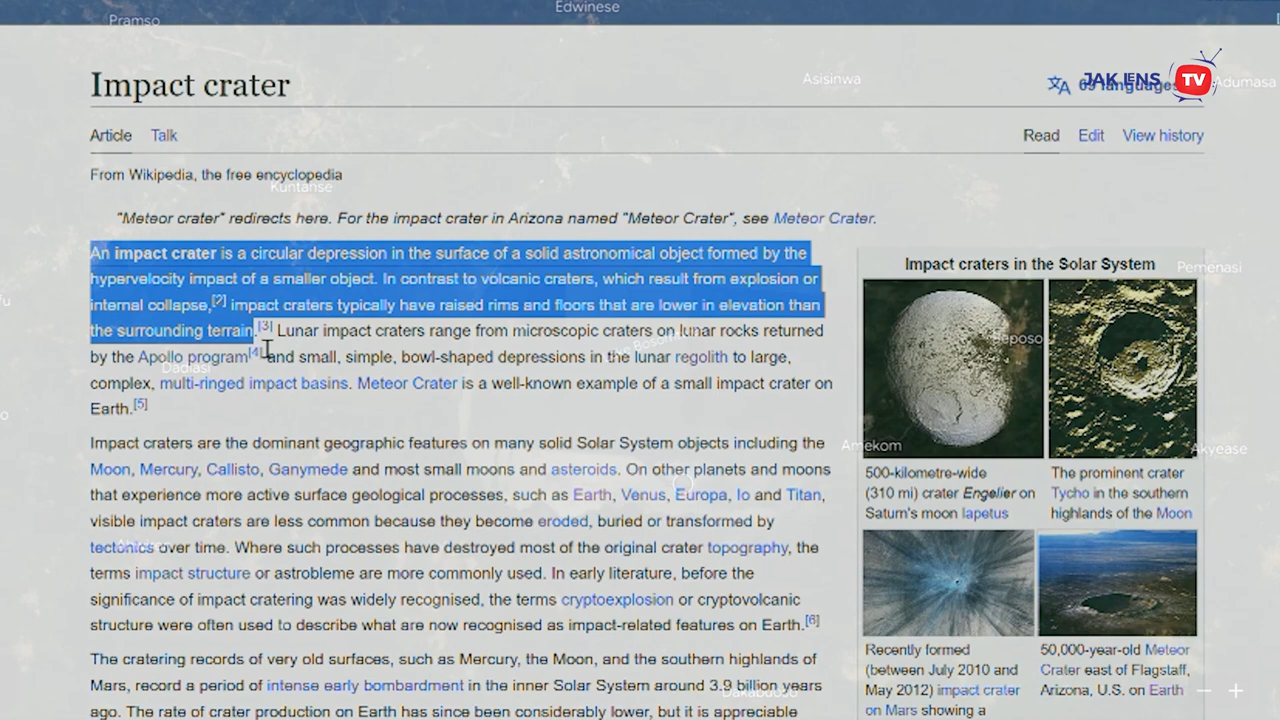 Pramso
Edwinese
Impact crater
Asisinwa
69 languages
JAK LENS
TV
Adumasa
Article Talk
Read Edit View history
From Wikipedia, the free encyclopedia
Kuntanse
"Meteor crater" redirects here. For the impact crater in Arizona named "Meteor Crater", see Meteor Crater.
An impact crater is a circular depression in the surface of a solid astronomical object formed by the
hypervelocity impact of a smaller object. In contrast to volcanic craters, which result from explosion or
internal collapse,[2] impact craters typically have raised rims and floors that are lower in elevation than
the surrounding terrain.[3] Lunar impact craters range from microscopic craters on lunar rocks returned
by the Apollo program[4] and small, simple, bowl-shaped depressions in the lunar regolith to large,
Dadiasi
complex, multi-ringed impact basins. Meteor Crater is a well-known example of a small impact crater on
Earth.[5]
Impact craters are the dominant geographic features on many solid Solar System objects including the
Moon, Mercury, Callisto, Ganymede and most small moons and asteroids. On other planets and moons
that experience more active surface geological processes, such as Earth, Venus, Europa, Io and Titan,
visible impact craters are less common because they become eroded, buried or transformed by
tectonics over time. Where such processes have destroyed most of the original crater topography, the
terms impact structure or astrobleme are more commonly used. In early literature, before the
significance of impact cratering was widely recognised, the terms cryptoexplosion or cryptovolcanic
structure were often used to describe what are now recognised as impact-related features on Earth.[6]
The cratering records of very old surfaces, such as Mercury, the Moon, and the southern highlands of
Mars, record a period of intense early bombardment in the inner Solar System around 3.9 billion years
ago. The rate of crater production on Earth has since been considerably lower, but it is appreciable
Impact craters in the Solar System
Pemenasi
Amekom
Akyease
500-kilometre-wide
(310 mi) crater Engelier on
Saturn's moon Iapetus
The prominent crater
Tycho in the southern
highlands of the Moon
Recently formed
(between July 2010 and
May 2012) impact crater
on Mars showing a
50,000-year-old Meteor
Crater east of Flagstaff,
Arizona, U.S. on Earth